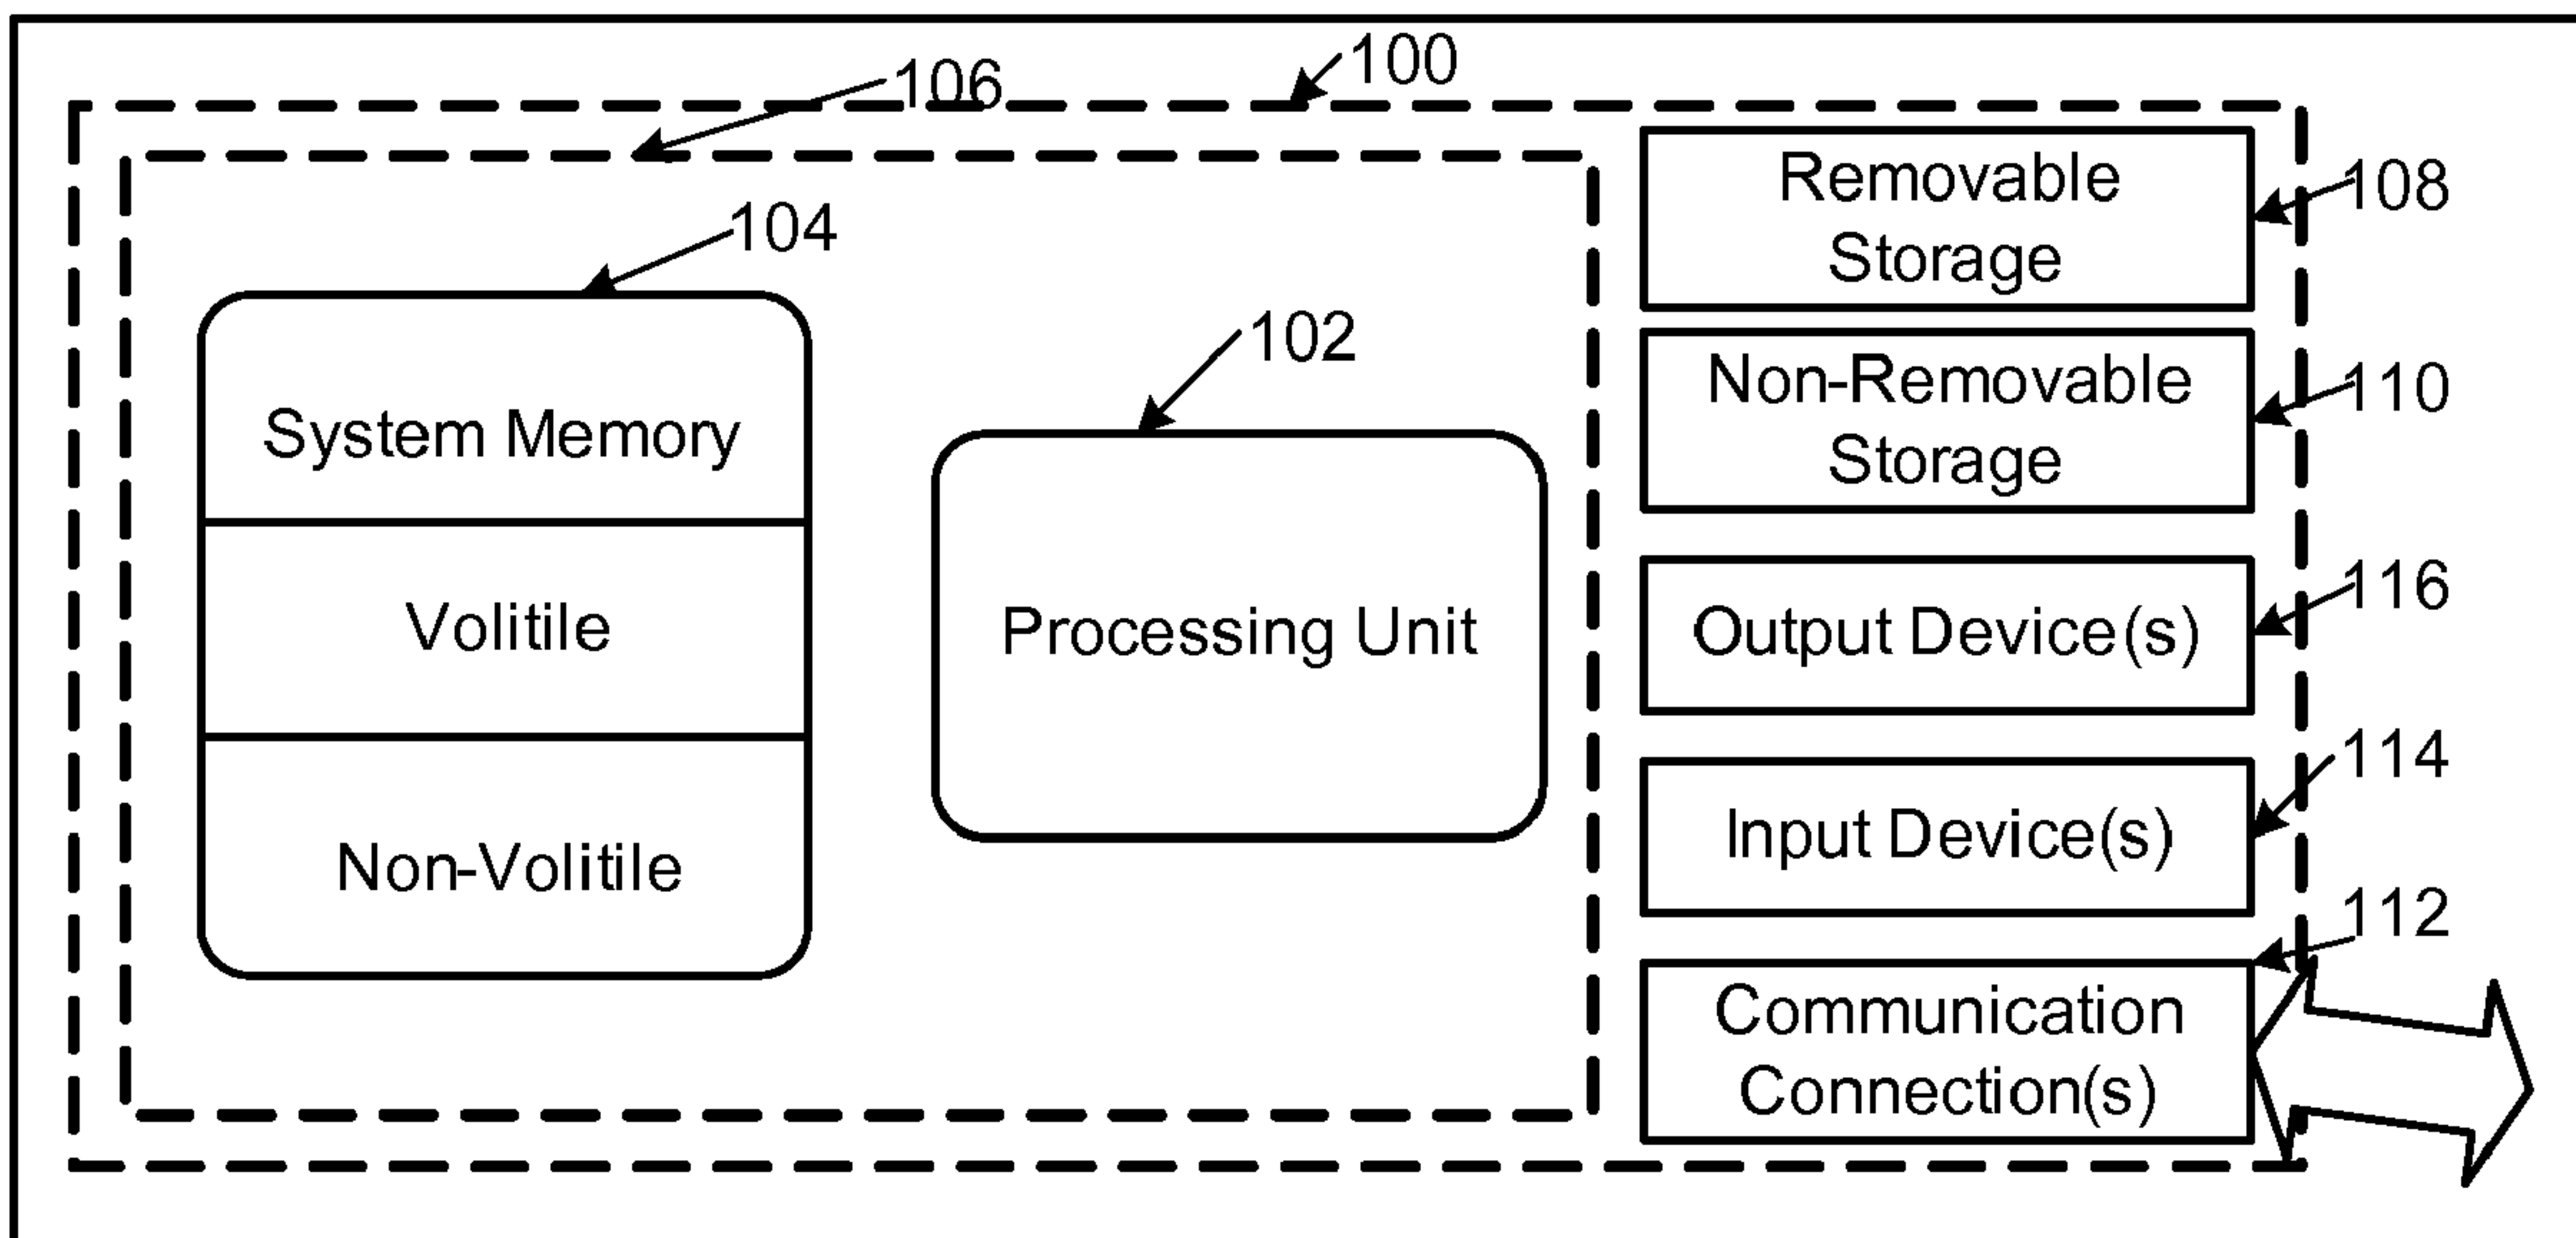 100
106
Removable
Storage
108
104
102
Non-Removable
Storage
110
System Memory
Volitile
Non-Volitile
Processing Unit
Output Device(s)
116
Input Device(s)
114
112
Communication
Connection(s)